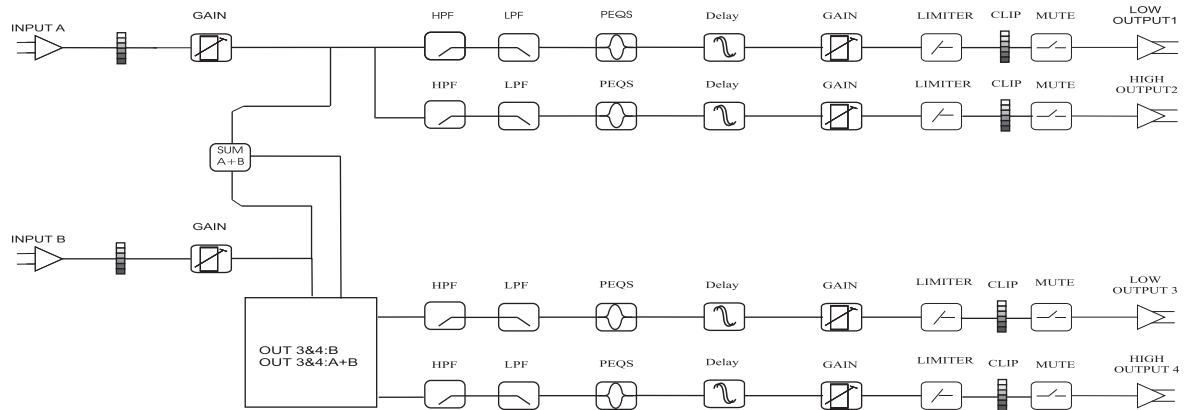 INPUT A
GAIN
HPF LPF PEQS Delay GAIN LIMITER CLIP MUTE
LOW
OUTPUT1
HPF LPF PEQS Delay GAIN LIMITER CLIP MUTE
HIGH
OUTPUT2
SUM
A+B
INPUT B
GAIN
HPF LPF PEQS Delay GAIN LIMITER CLIP MUTE
LOW
OUTPUT 3
OUT 3&4:B
OUT 3&4:A+B
HPF LPF PEQS Delay GAIN LIMITER CLIP MUTE
HIGH
OUTPUT 4